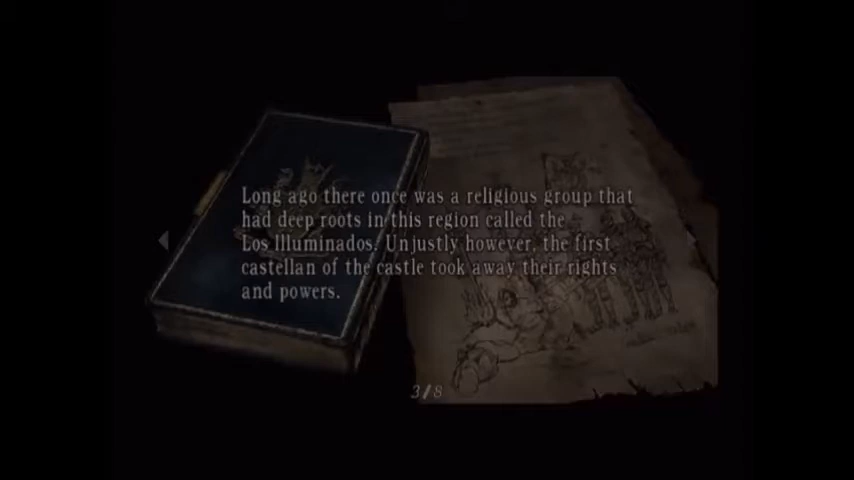 Long ago there once was a religious group that
had deep roots in this region called the
Los Illuminados. Unjustly however, the first
castellan of the castle took away their rights
and powers.
3/8